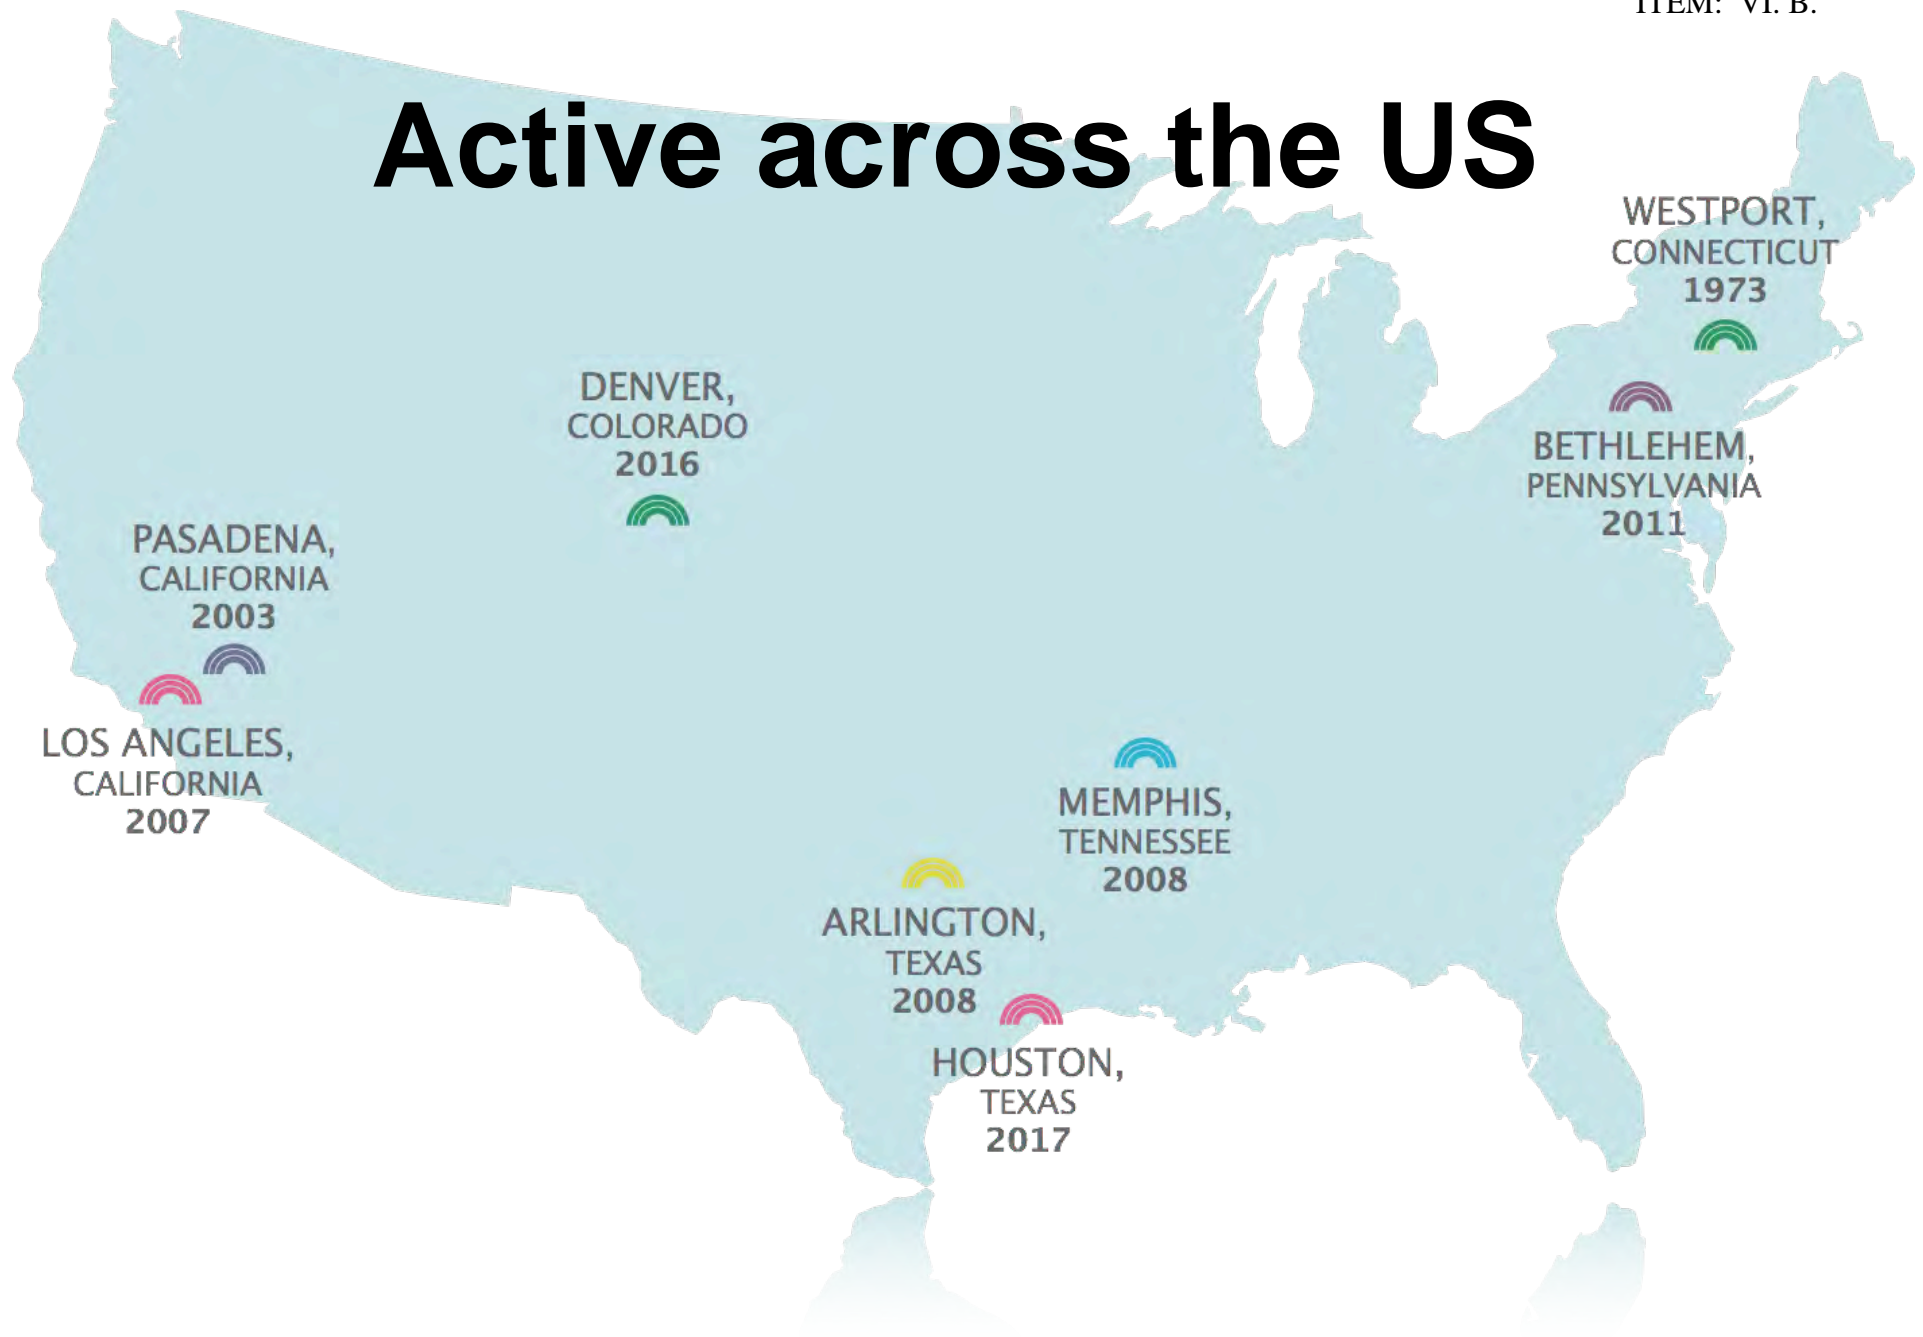 ITEM: VI. B.
Active across the US
WESTPORT,
CONNECTICUT
1973
DENVER,
COLORADO
2016
BETHLEHEM,
PENNSYLVANIA
2011
PASADENA,
CALIFORNIA
2003
LOS ANGELES,
CALIFORNIA
2007
MEMPHIS,
TENNESSEE
2008
ARLINGTON,
TEXAS
2008
HOUSTON,
TEXAS
2017